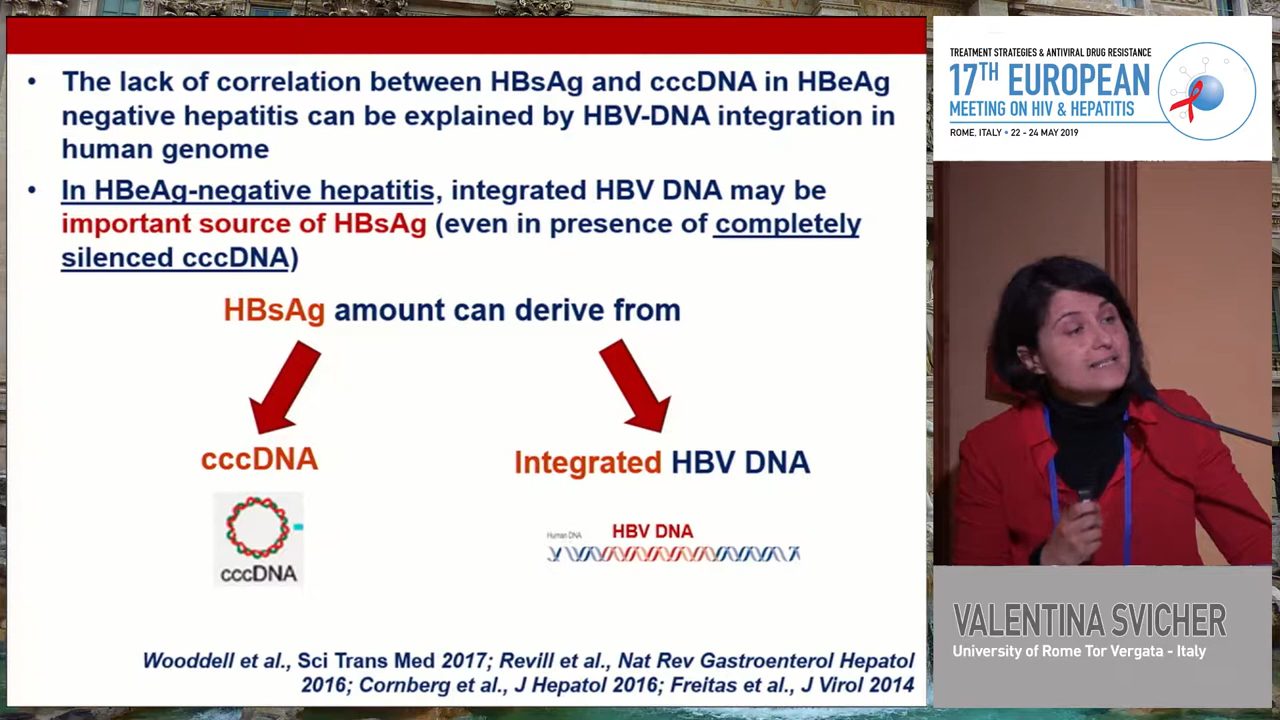 • The lack of correlation between HBsAg and cccDNA in HBeAg
negative hepatitis can be explained by HBV-DNA integration in
human genome
• In HBeAg-negative hepatitis, integrated HBV DNA may be
important source of HBsAg (even in presence of completely
silenced cccDNA)
HBsAg amount can derive from
cccDNA
Integrated HBV DNA
cccDNA
Human DNA
HBV DNA
Wooddell et al., Sci Trans Med 2017; Revill et al., Nat Rev Gastroenterol Hepatol
2016; Cornberg et al., J Hepatol 2016; Freitas et al., J Virol 2014
TREATMENT STRATEGIES & ANTIVIRAL DRUG RESISTANCE
17TH EUROPEAN
MEETING ON HIV & HEPATITIS
ROME, ITALY • 22 - 24 MAY 2019
VALENTINA SVICHER
University of Rome Tor Vergata - Italy